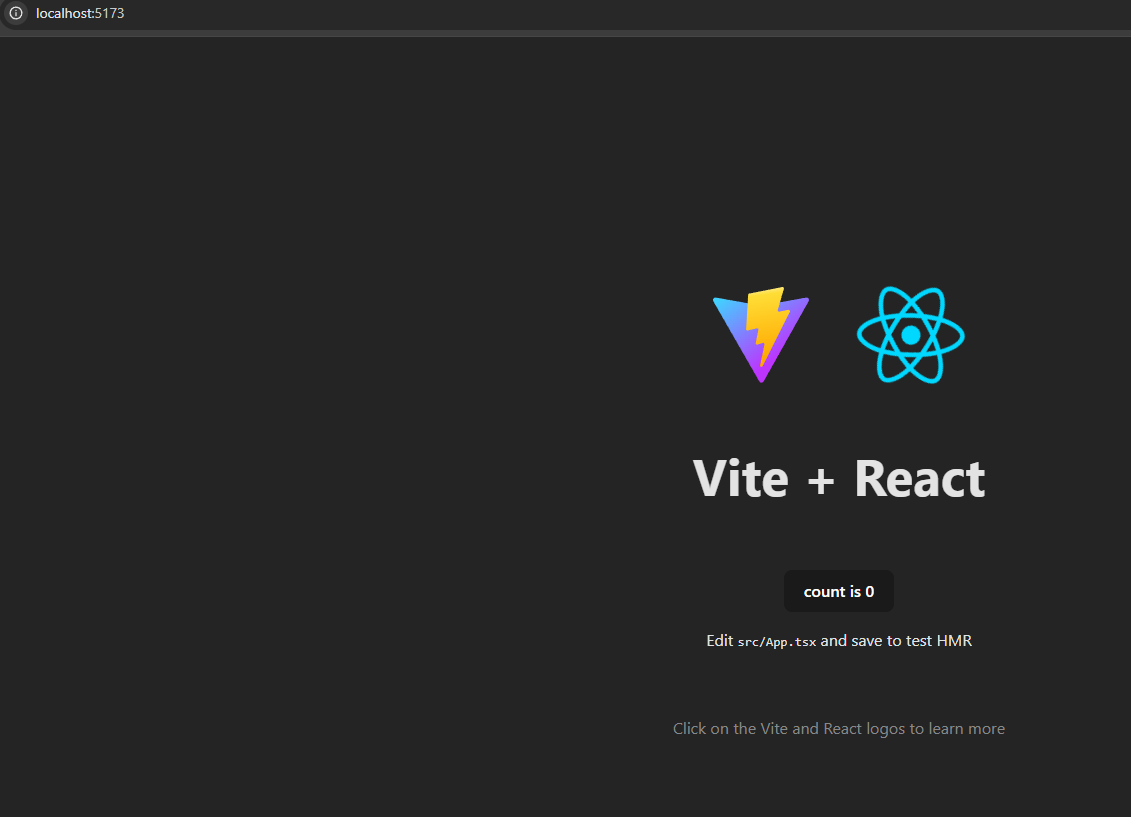 localhost:5173
Vite + React
count is 0
Edit src/App.tsx and save to test HMR
Click on the Vite and React logos to learn more